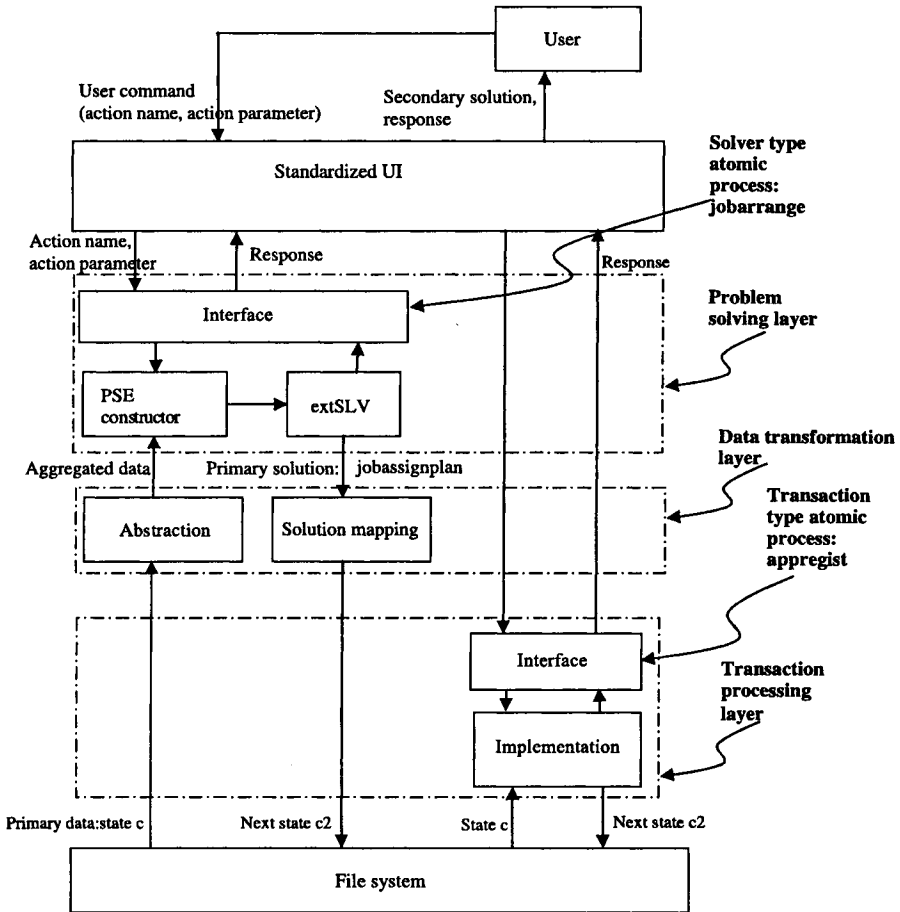 User
User command
(action name, action parameter)
Secondary solution,
response
Standardized UI
Solver type
atomic
process:
jobarrange
Action name,
action parameter
Response
Response
Interface
Problem
solving layer
PSE
constructor
extSLV
Aggregated data
Primary solution: jobassignplan
Data transformation
layer
Abstraction
Solution mapping
Transaction
type atomic
process:
appregist
Interface
Transaction
processing
layer
Implementation
Primary data:state c
Next state c2
State c
Next state c2
File system